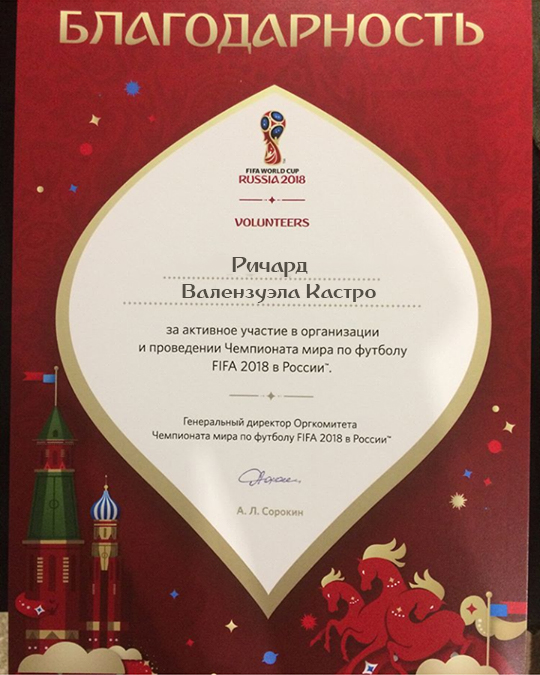 БЛАГОДАРНОСТЬ
FIFA WORLD CUP
RUSSIA 2018
VOLUNTEERS
Ричард
Валензуэла Кастро
за активное участие в организации
и проведении Чемпионата мира по футболу
FIFA 2018 в России™.
Генеральный директор Оргкомитета
Чемпионата мира по футболу FIFA 2018 в России™
А. Л. Сорокин